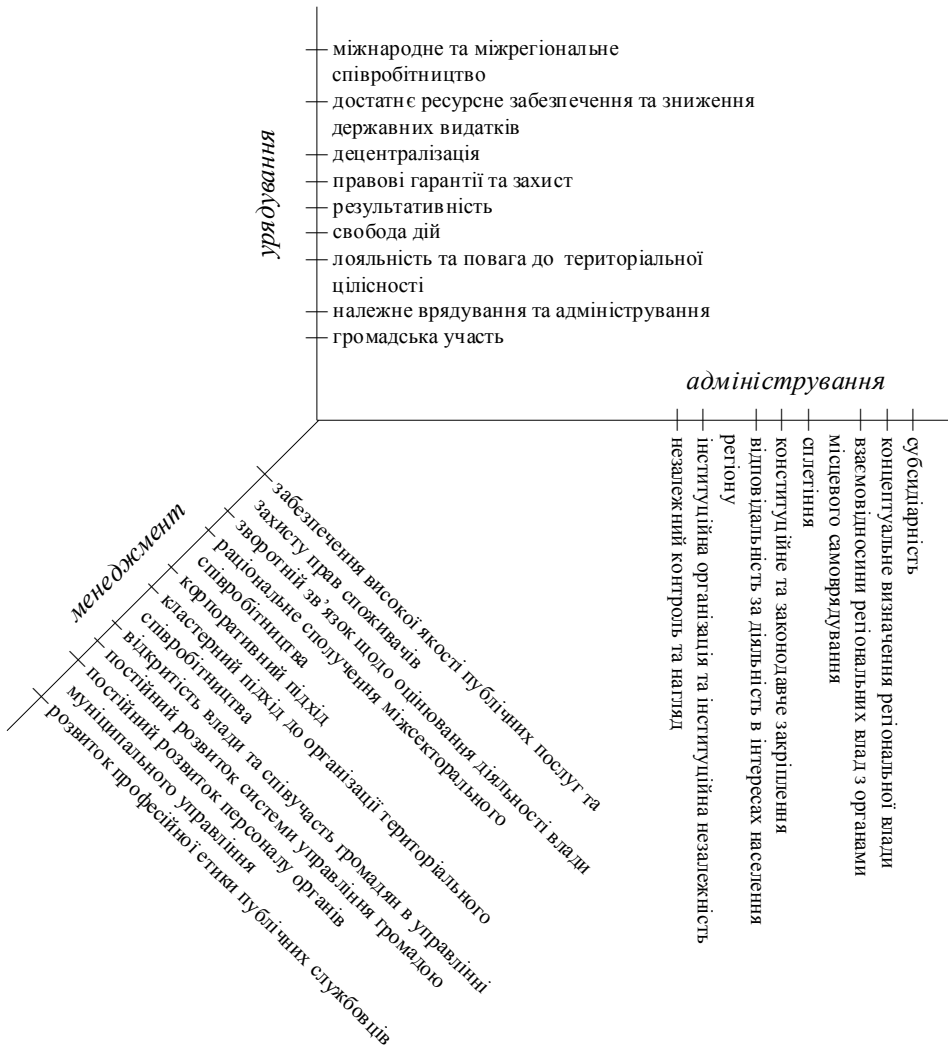 урядування
міжнародне та міжрегіональне
співробітництво
достатнє ресурсне забезпечення та зниження
державних видатків
децентралізація
правові гарантії та захист
результативність
свобода дій
лояльність та повага до територіальної
цілісності
належне врядування та адміністрування
громадська участь
адміністрування
субсидіарність
концептуальне визначення регіональної влади
взаємовідносини регіональних влад з органами
місцевого самоврядування
сплетіння
конституційне та законодавче закріплення
відповідальність за діяльність в інтересах населення
регіону
інституційна організація та інституційна незалежність
незалежний контроль та нагляд
менеджмент
забезпечення високої якості публічних послуг та
захисту прав споживачів
зворотній зв’язок щодо оцінювання діяльності влади
раціональне сполучення міжсекторального
співробітництва
корпоративний підхід
кластерний підхід до організації територіального
співробітництва
відкритість влади та співучасть громадян в управлінні
постійний розвиток системи управління громадою
постійний розвиток персоналу органів
муніципального управління
розвиток професійної етики публічних службовців